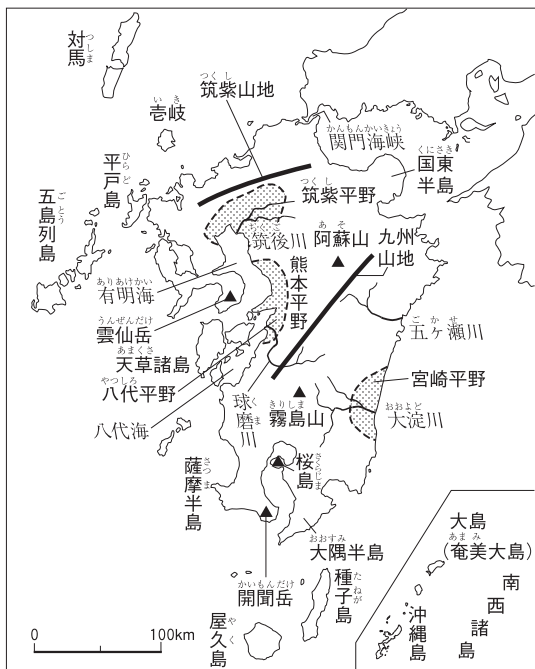 対馬
つしま
壱岐
いき
筑紫山地
つくし
関門海峡
かんもんかいきょう
国東
半島
くにさき
平戸島
ひらど
五島列島
ごとう
筑紫平野
つくし
筑後川
ちくご
阿蘇山
あそ
九州
山地
有明海
ありあけかい
熊本平野
雲仙岳
うんぜんだけ
天草諸島
あまくさ
八代平野
やつしろ
八代海
五ヶ瀬川
ごかせ
宮崎平野
大淀川
おおよど
球磨川
くま
霧島山
きりしま
桜島
さくらじま
薩摩半島
さつま
大隅半島
おおすみ
開聞岳
かいもんだけ
種子島
たねが
屋久島
やく
大島
(奄美大島)
あまみ
南西諸島
沖縄島
0 100km